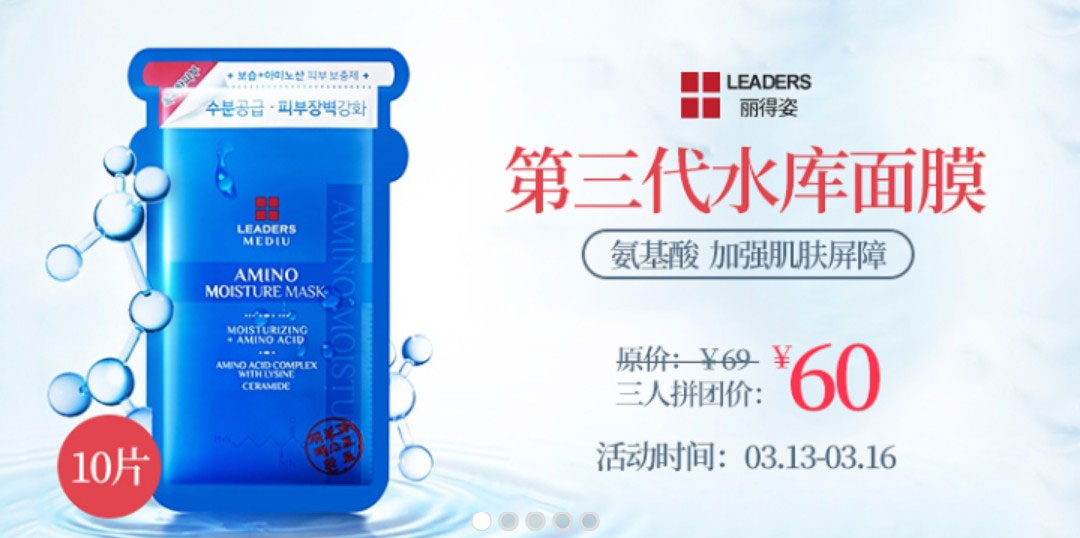 + 보습+아미노산 피부 보충제 +
수분공급 · 피부장벽강화
LEADERS
MEDIU
AMINO
MOISTURE MASK
MOISTURIZING
+ AMINO ACID
AMINO ACID COMPLEX
WITH LYSINE
CERAMIDE
AMINO MOISTU
10片
LEADERS
丽得姿
第三代水库面膜
氨基酸 加强肌肤屏障
原价：￥69
三人拼团价：￥60
活动时间：03.13-03.16